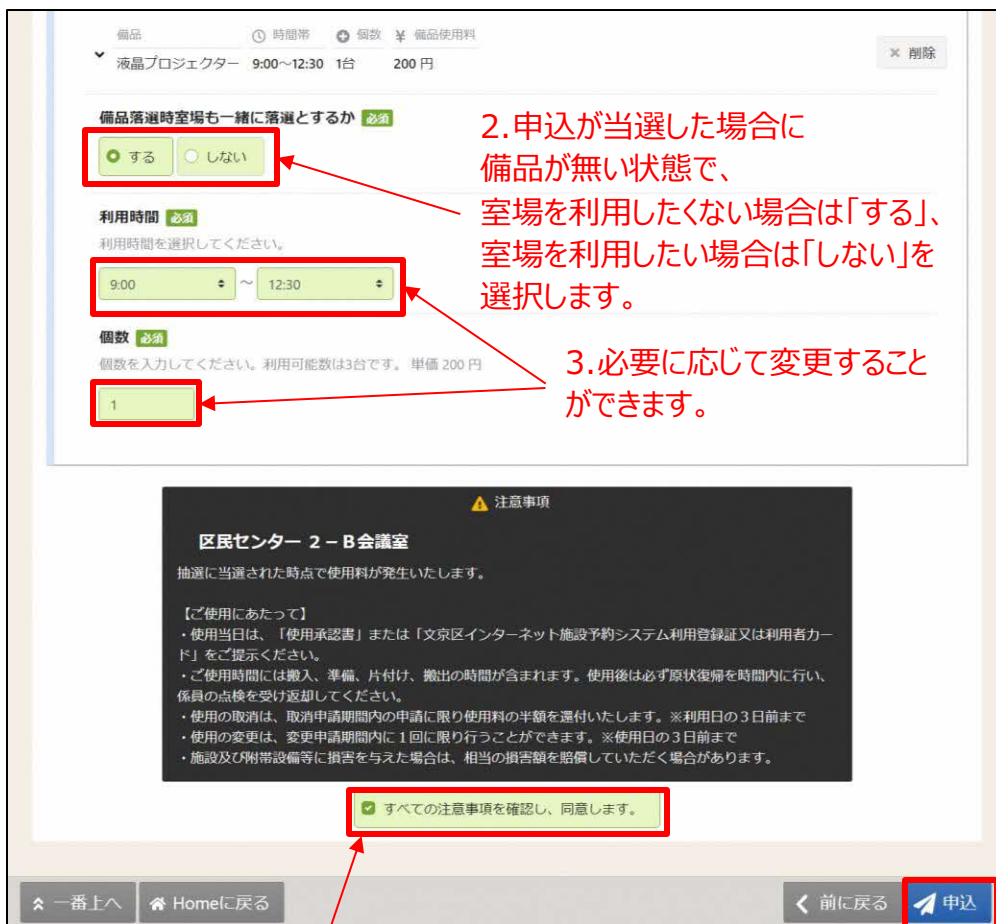 備品 時間帯 個数 ¥ 備品使用料
液晶プロジェクター 9:00～12:30 1台 200 円
× 削除
備品落選時室場も一緒に落選とするか 必須
する しない
2.申込が当選した場合に
備品が無い状態で、
室場を利用したくない場合は「する」、
室場を利用したい場合は「しない」を
選択します。
利用時間 必須
利用時間を選択してください。
9:00 ～ 12:30
個数 必須
個数を入力してください。利用可能数は3台です。 単価 200 円
1
3.必要に応じて変更すること
ができます。
注意事項
区民センター ２－Ｂ会議室
抽選に当選された時点で使用料が発生いたします。
【ご使用にあたって】
・使用当日は、「使用承認書」または「文京区インターネット施設予約システム利用登録証又は利用者カー
ド」をご提示ください。
・ご使用時間には搬入、準備、片付け、搬出の時間が含まれます。使用後は必ず原状復帰を時間内に行い、
係員の点検を受け返却してください。
・使用の取消は、取消申請期間内の申請に限り使用料の半額を還付いたします。※利用日の３日前まで
・使用の変更は、変更申請期間内に１回に限り行うことができます。※使用日の３日前まで
・施設及び附帯設備等に損害を与えた場合は、相当の損害額を賠償していただく場合があります。
すべての注意事項を確認し、同意します。
一番上へ Homeに戻る 前に戻る 申込